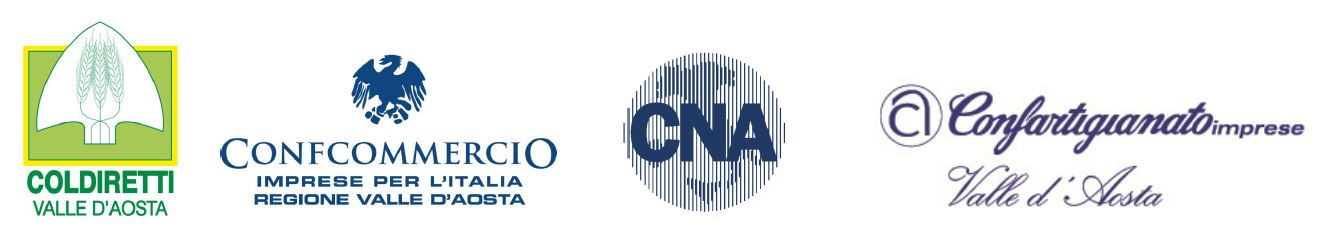 COLDIRETTI
VALLE D'AOSTA
CONFCOMMERCIO
IMPRESE PER L'ITALIA
REGIONE VALLE D'AOSTA
CNA
Confartigianato imprese
Valle d'Aosta